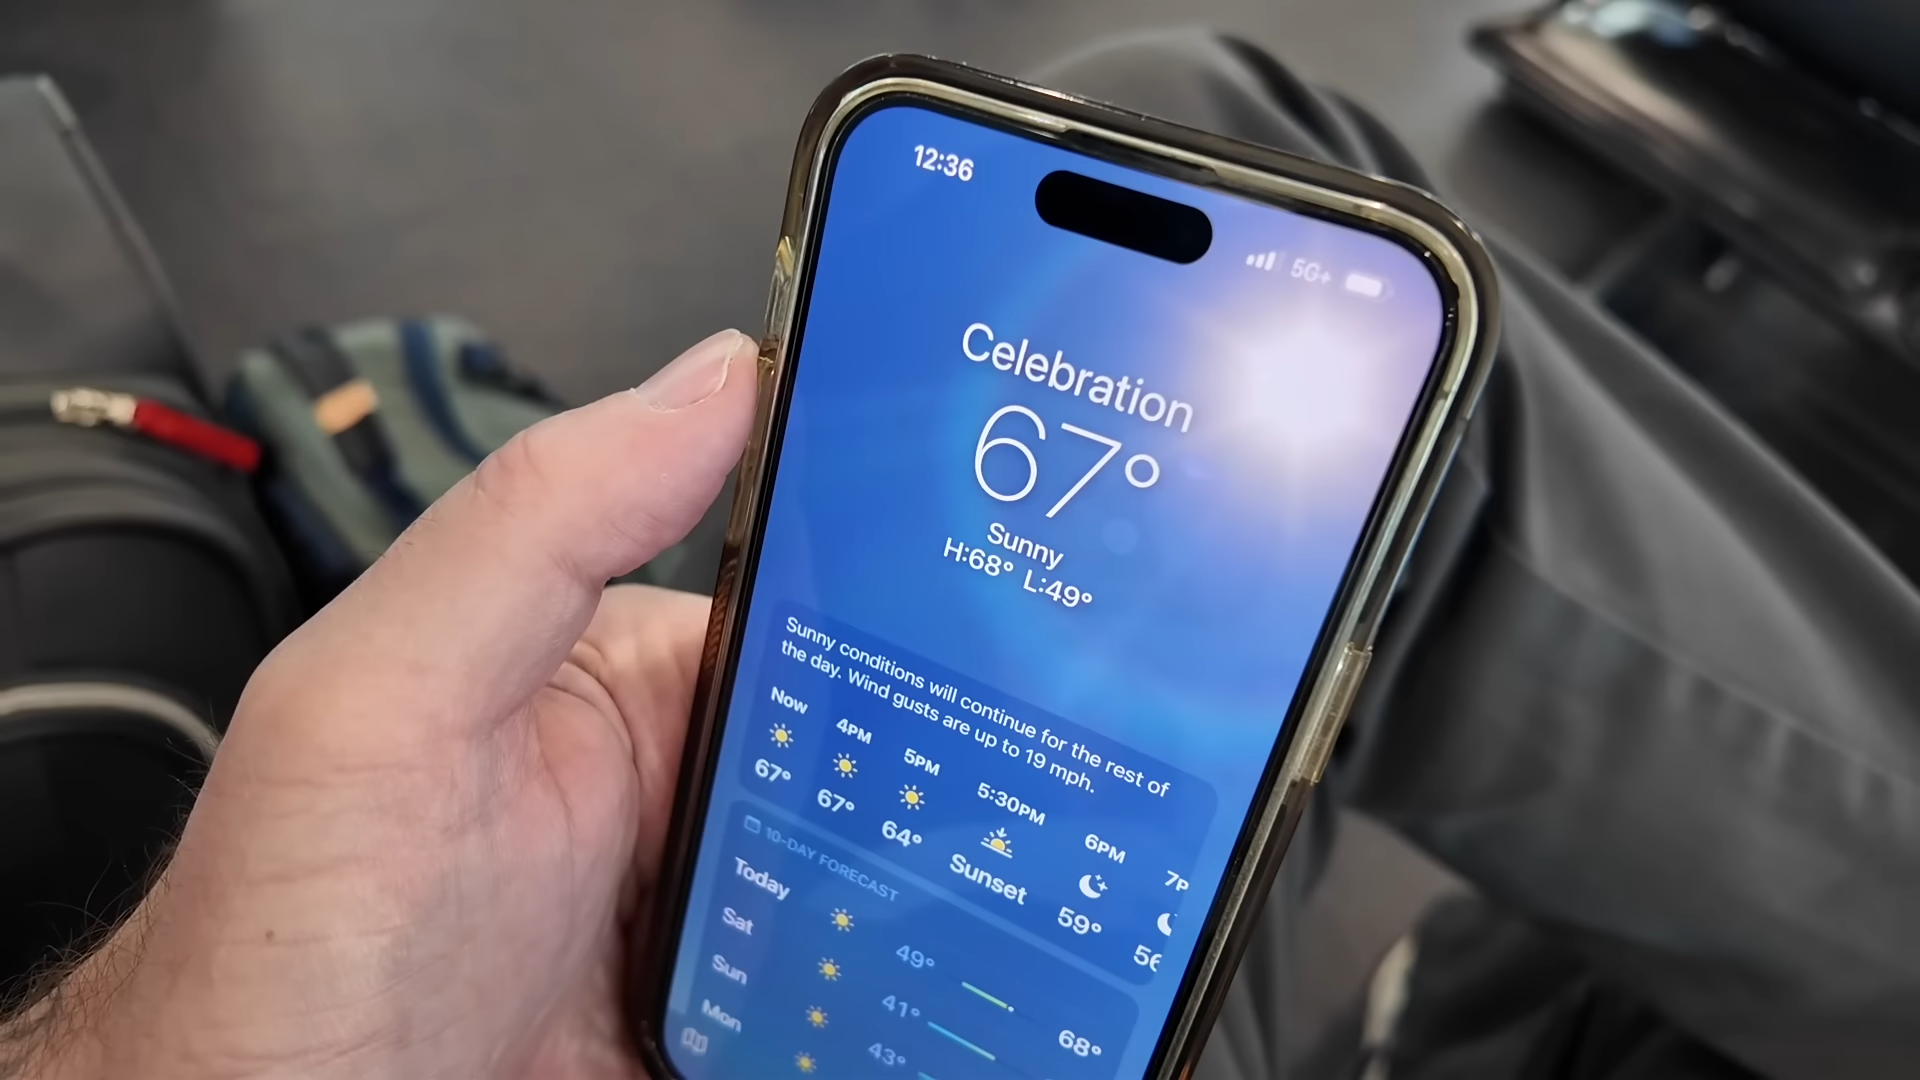 12:36
5G+
Celebration
67°
Sunny
H:68° L:49°
Sunny conditions will continue for the rest of
the day. Wind gusts are up to 19 mph.
Now 4PM 5PM 5:30PM 6PM 7P
67° 67° 64° Sunset 59° 56
10-DAY FORECAST
Today 49° 68°
Sat 41°
Sun 43°
Mon